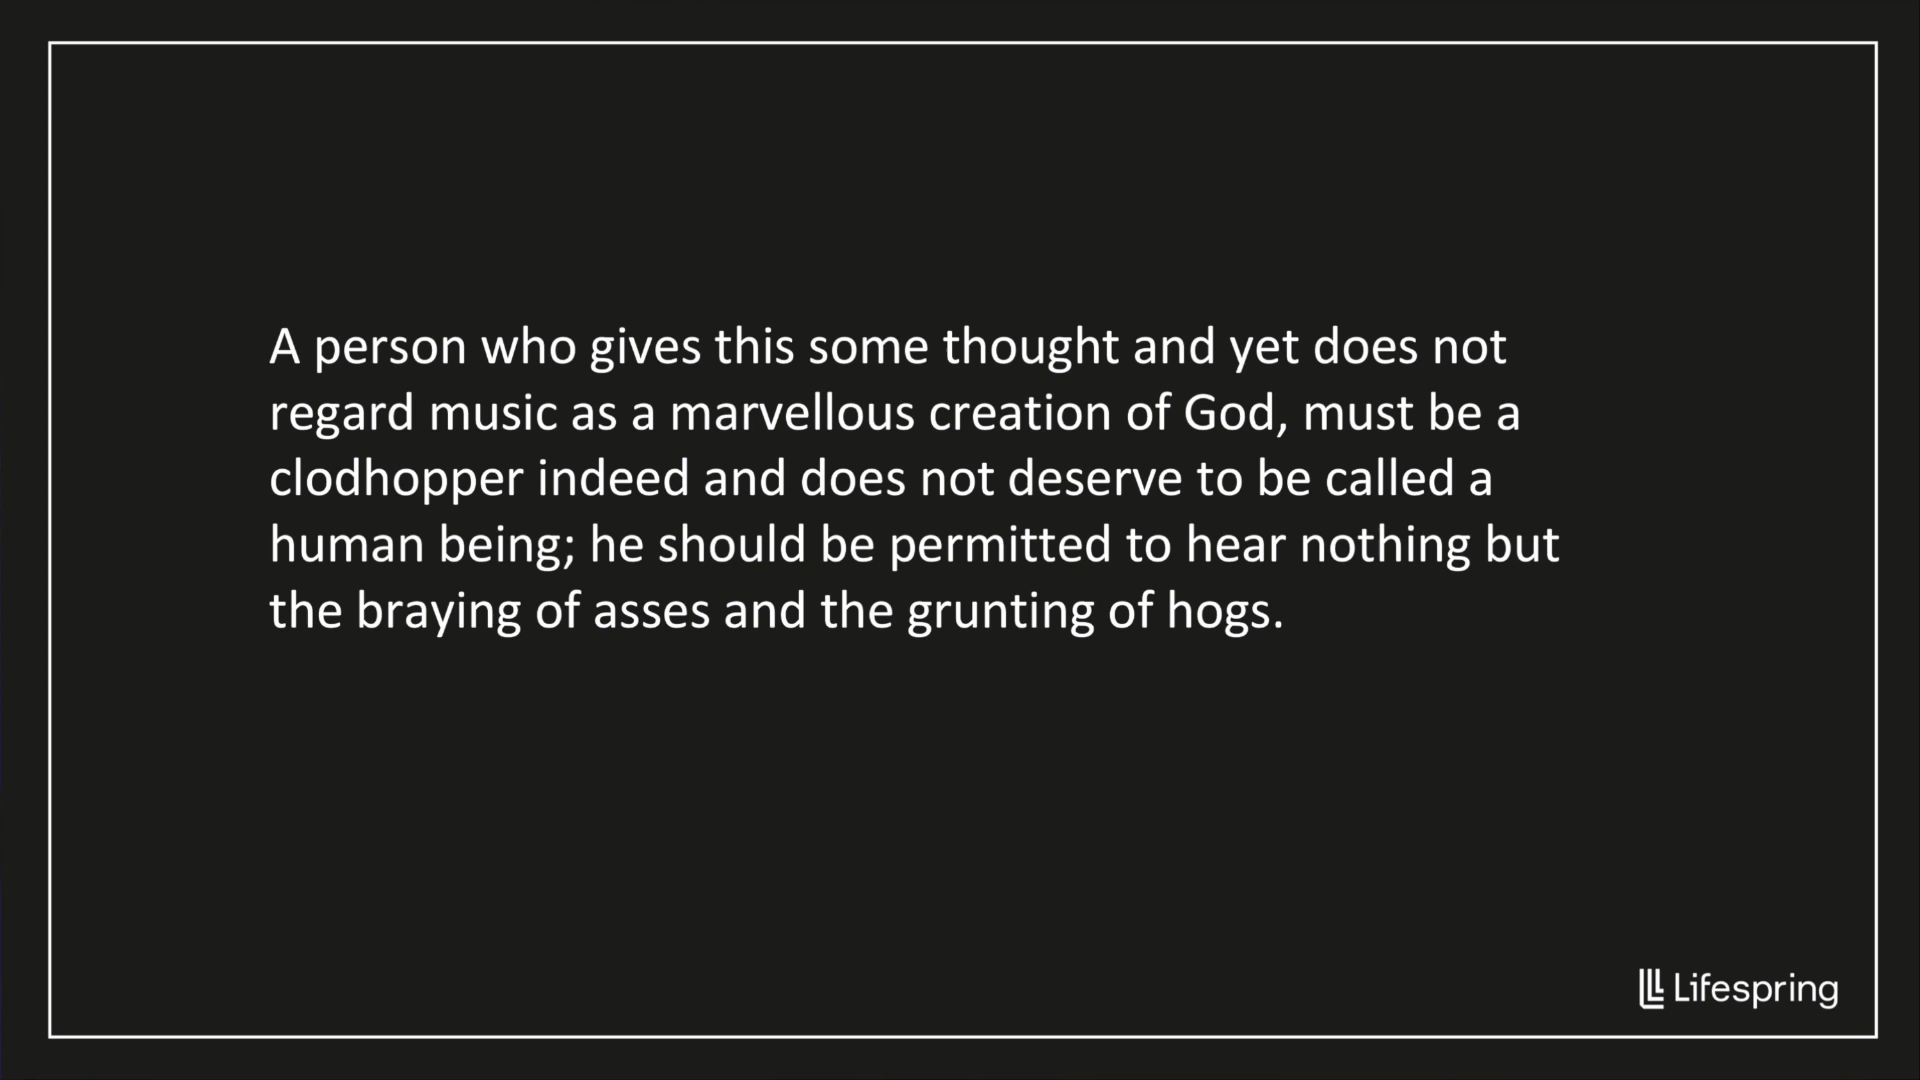 A person who gives this some thought and yet does not
regard music as a marvellous creation of God, must be a
clodhopper indeed and does not deserve to be called a
human being; he should be permitted to hear nothing but
the braying of asses and the grunting of hogs.
Lifespring